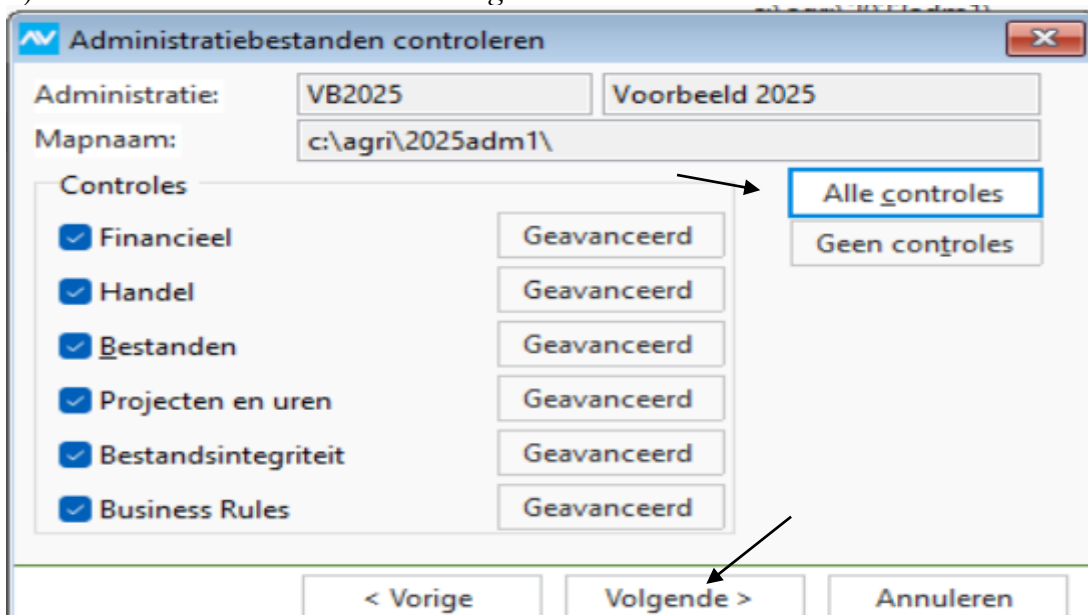 Administratiebestanden controleren
Administratie: VB2025 Voorbeeld 2025
Mapnaam: c:\agri\2025adm1\
Controles
Alle controles
Financieel Geavanceerd
Geen controles
Handel Geavanceerd
Bestanden Geavanceerd
Projecten en uren Geavanceerd
Bestandsintegriteit Geavanceerd
Business Rules Geavanceerd
< Vorige Volgende > Annuleren